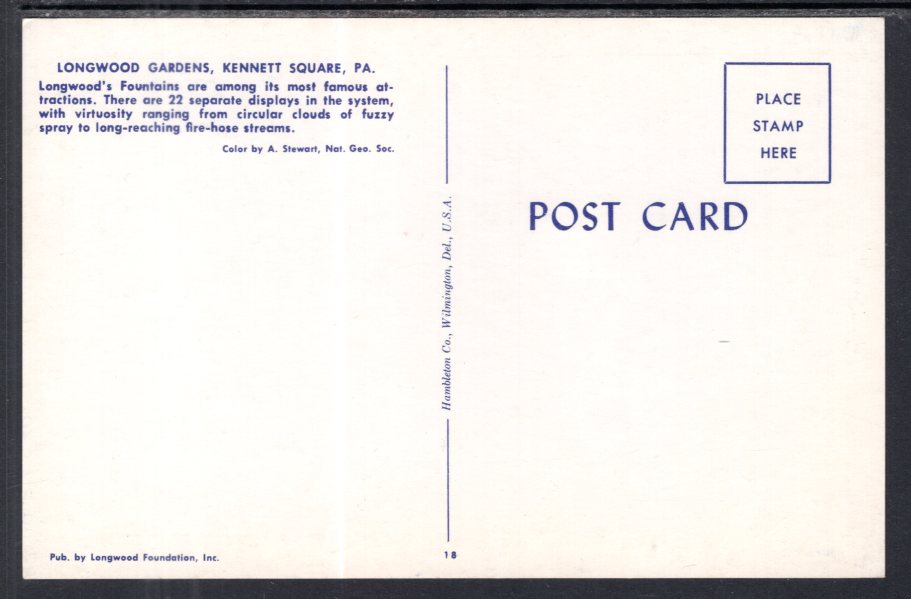 LONGWOOD GARDENS, KENNETT SQUARE, PA.
Longwood's Fountains are among its most famous at-
tractions. There are 22 separate displays in the system,
with virtuosity ranging from circular clouds of fuzzy
spray to long-reaching fire-hose streams.
Color by A. Stewart, Nat. Geo. Soc.
Pub. by Longwood Foundation, Inc.
Hambleton Co., Wilmington, Del., U.S.A.
18
PLACE
STAMP
HERE
POST CARD